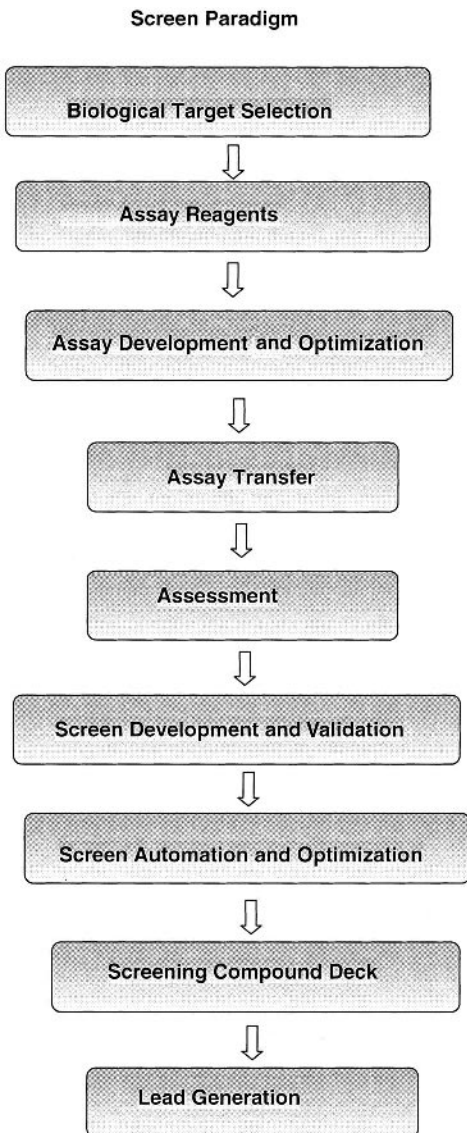 Screen Paradigm
Biological Target Selection
Assay Reagents
Assay Development and Optimization
Assay Transfer
Assessment
Screen Development and Validation
Screen Automation and Optimization
Screening Compound Deck
Lead Generation